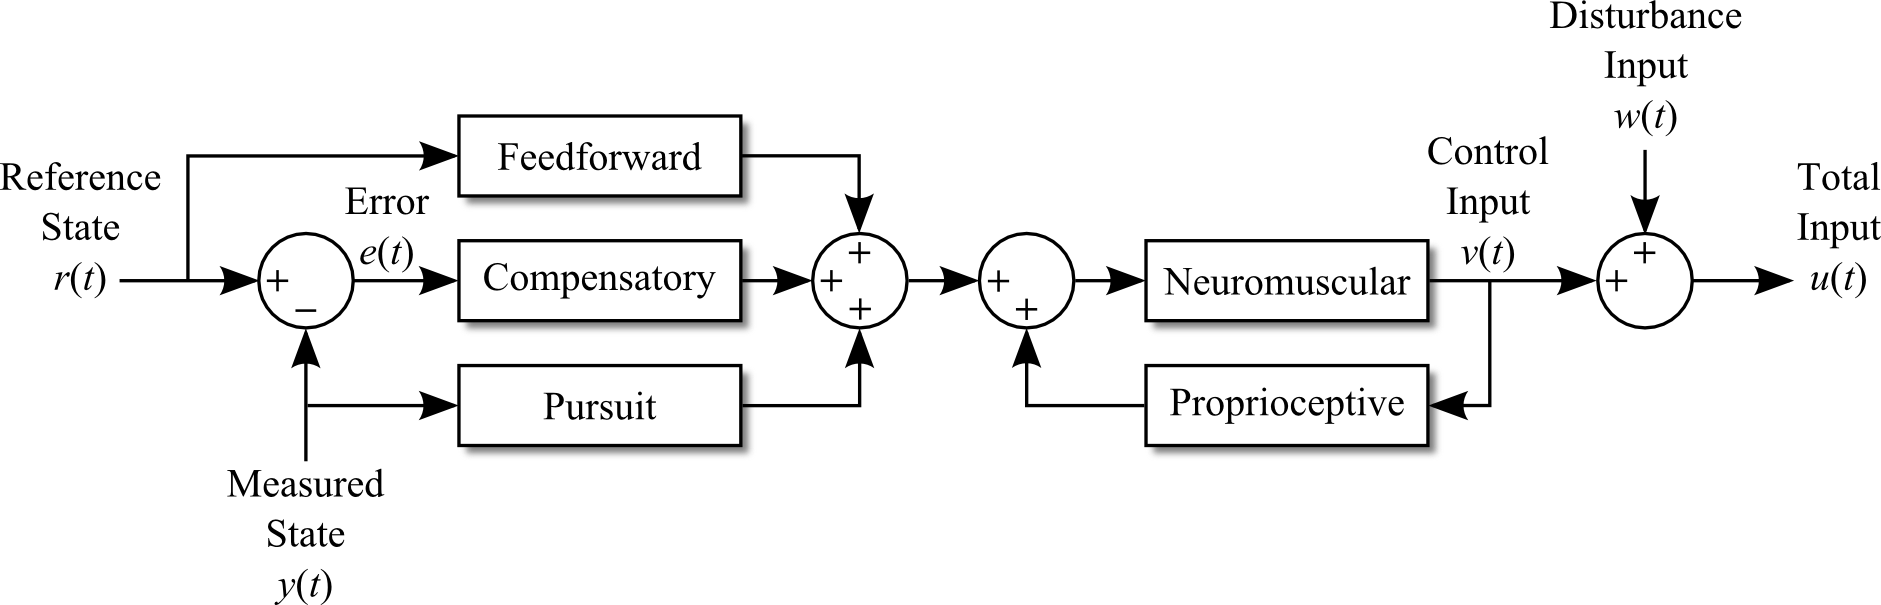 Disturbance
Input
w(t)
Reference
State
r(t)
Feedforward
Error
e(t)
Control
Input
v(t)
Total
Input
u(t)
+
−
Compensatory
+
+
+
+
+
Neuromuscular
+
+
Pursuit
Proprioceptive
Measured
State
y(t)